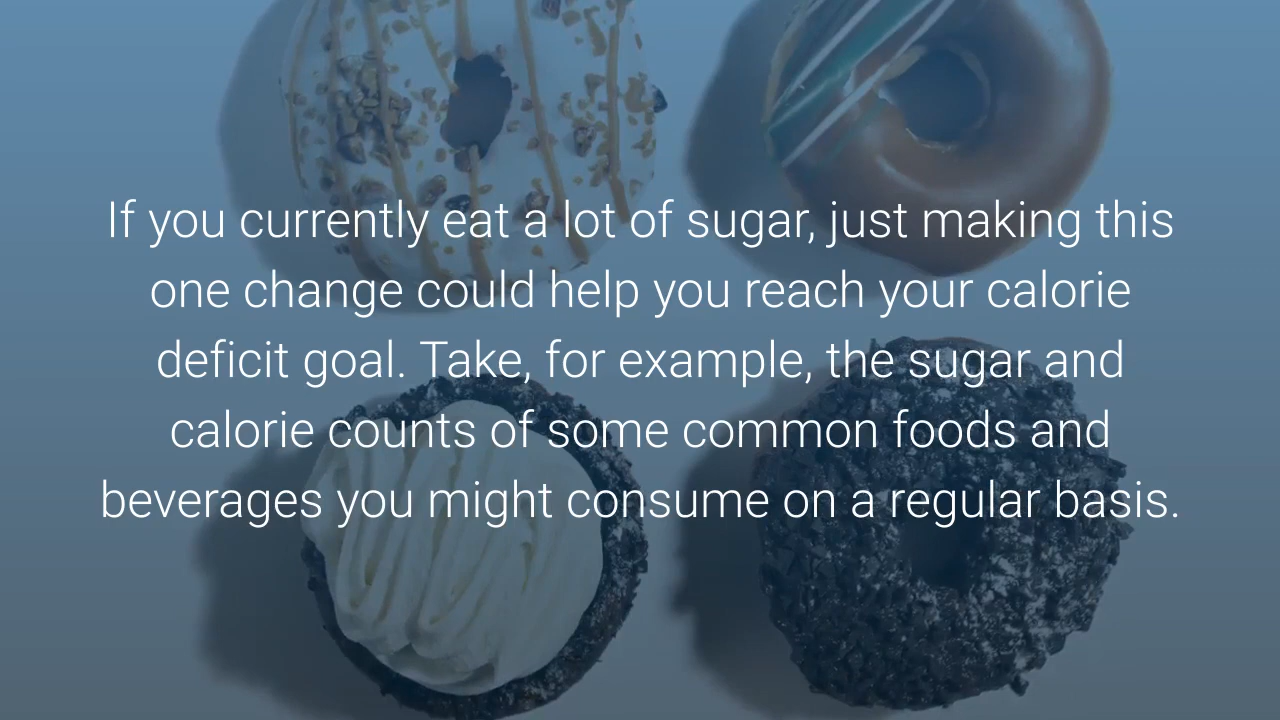 If you currently eat a lot of sugar, just making this
one change could help you reach your calorie
deficit goal. Take, for example, the sugar and
calorie counts of some common foods and
beverages you might consume on a regular basis.